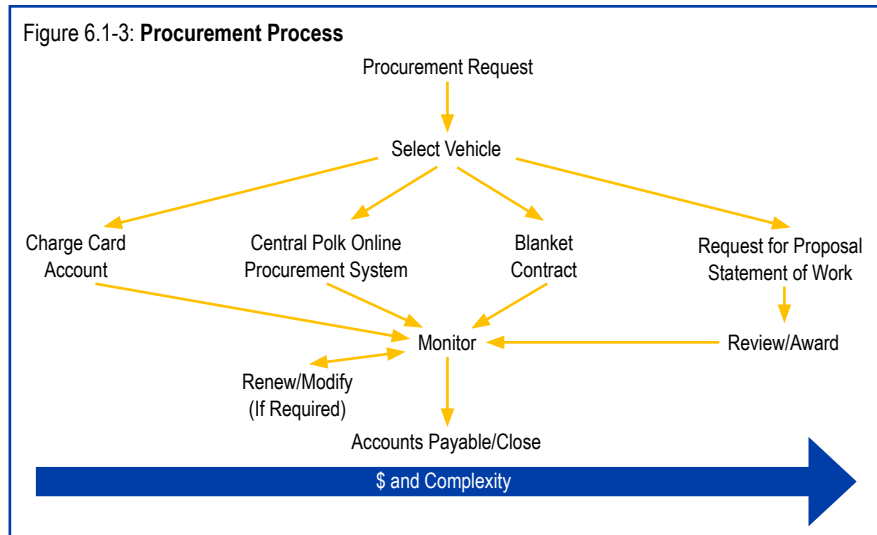 Figure 6.1-3: Procurement Process
Procurement Request
Select Vehicle
Charge Card
Account
Central Polk Online
Procurement System
Blanket
Contract
Request for Proposal
Statement of Work
Monitor
Review/Award
Renew/Modify
(If Required)
Accounts Payable/Close
$ and Complexity